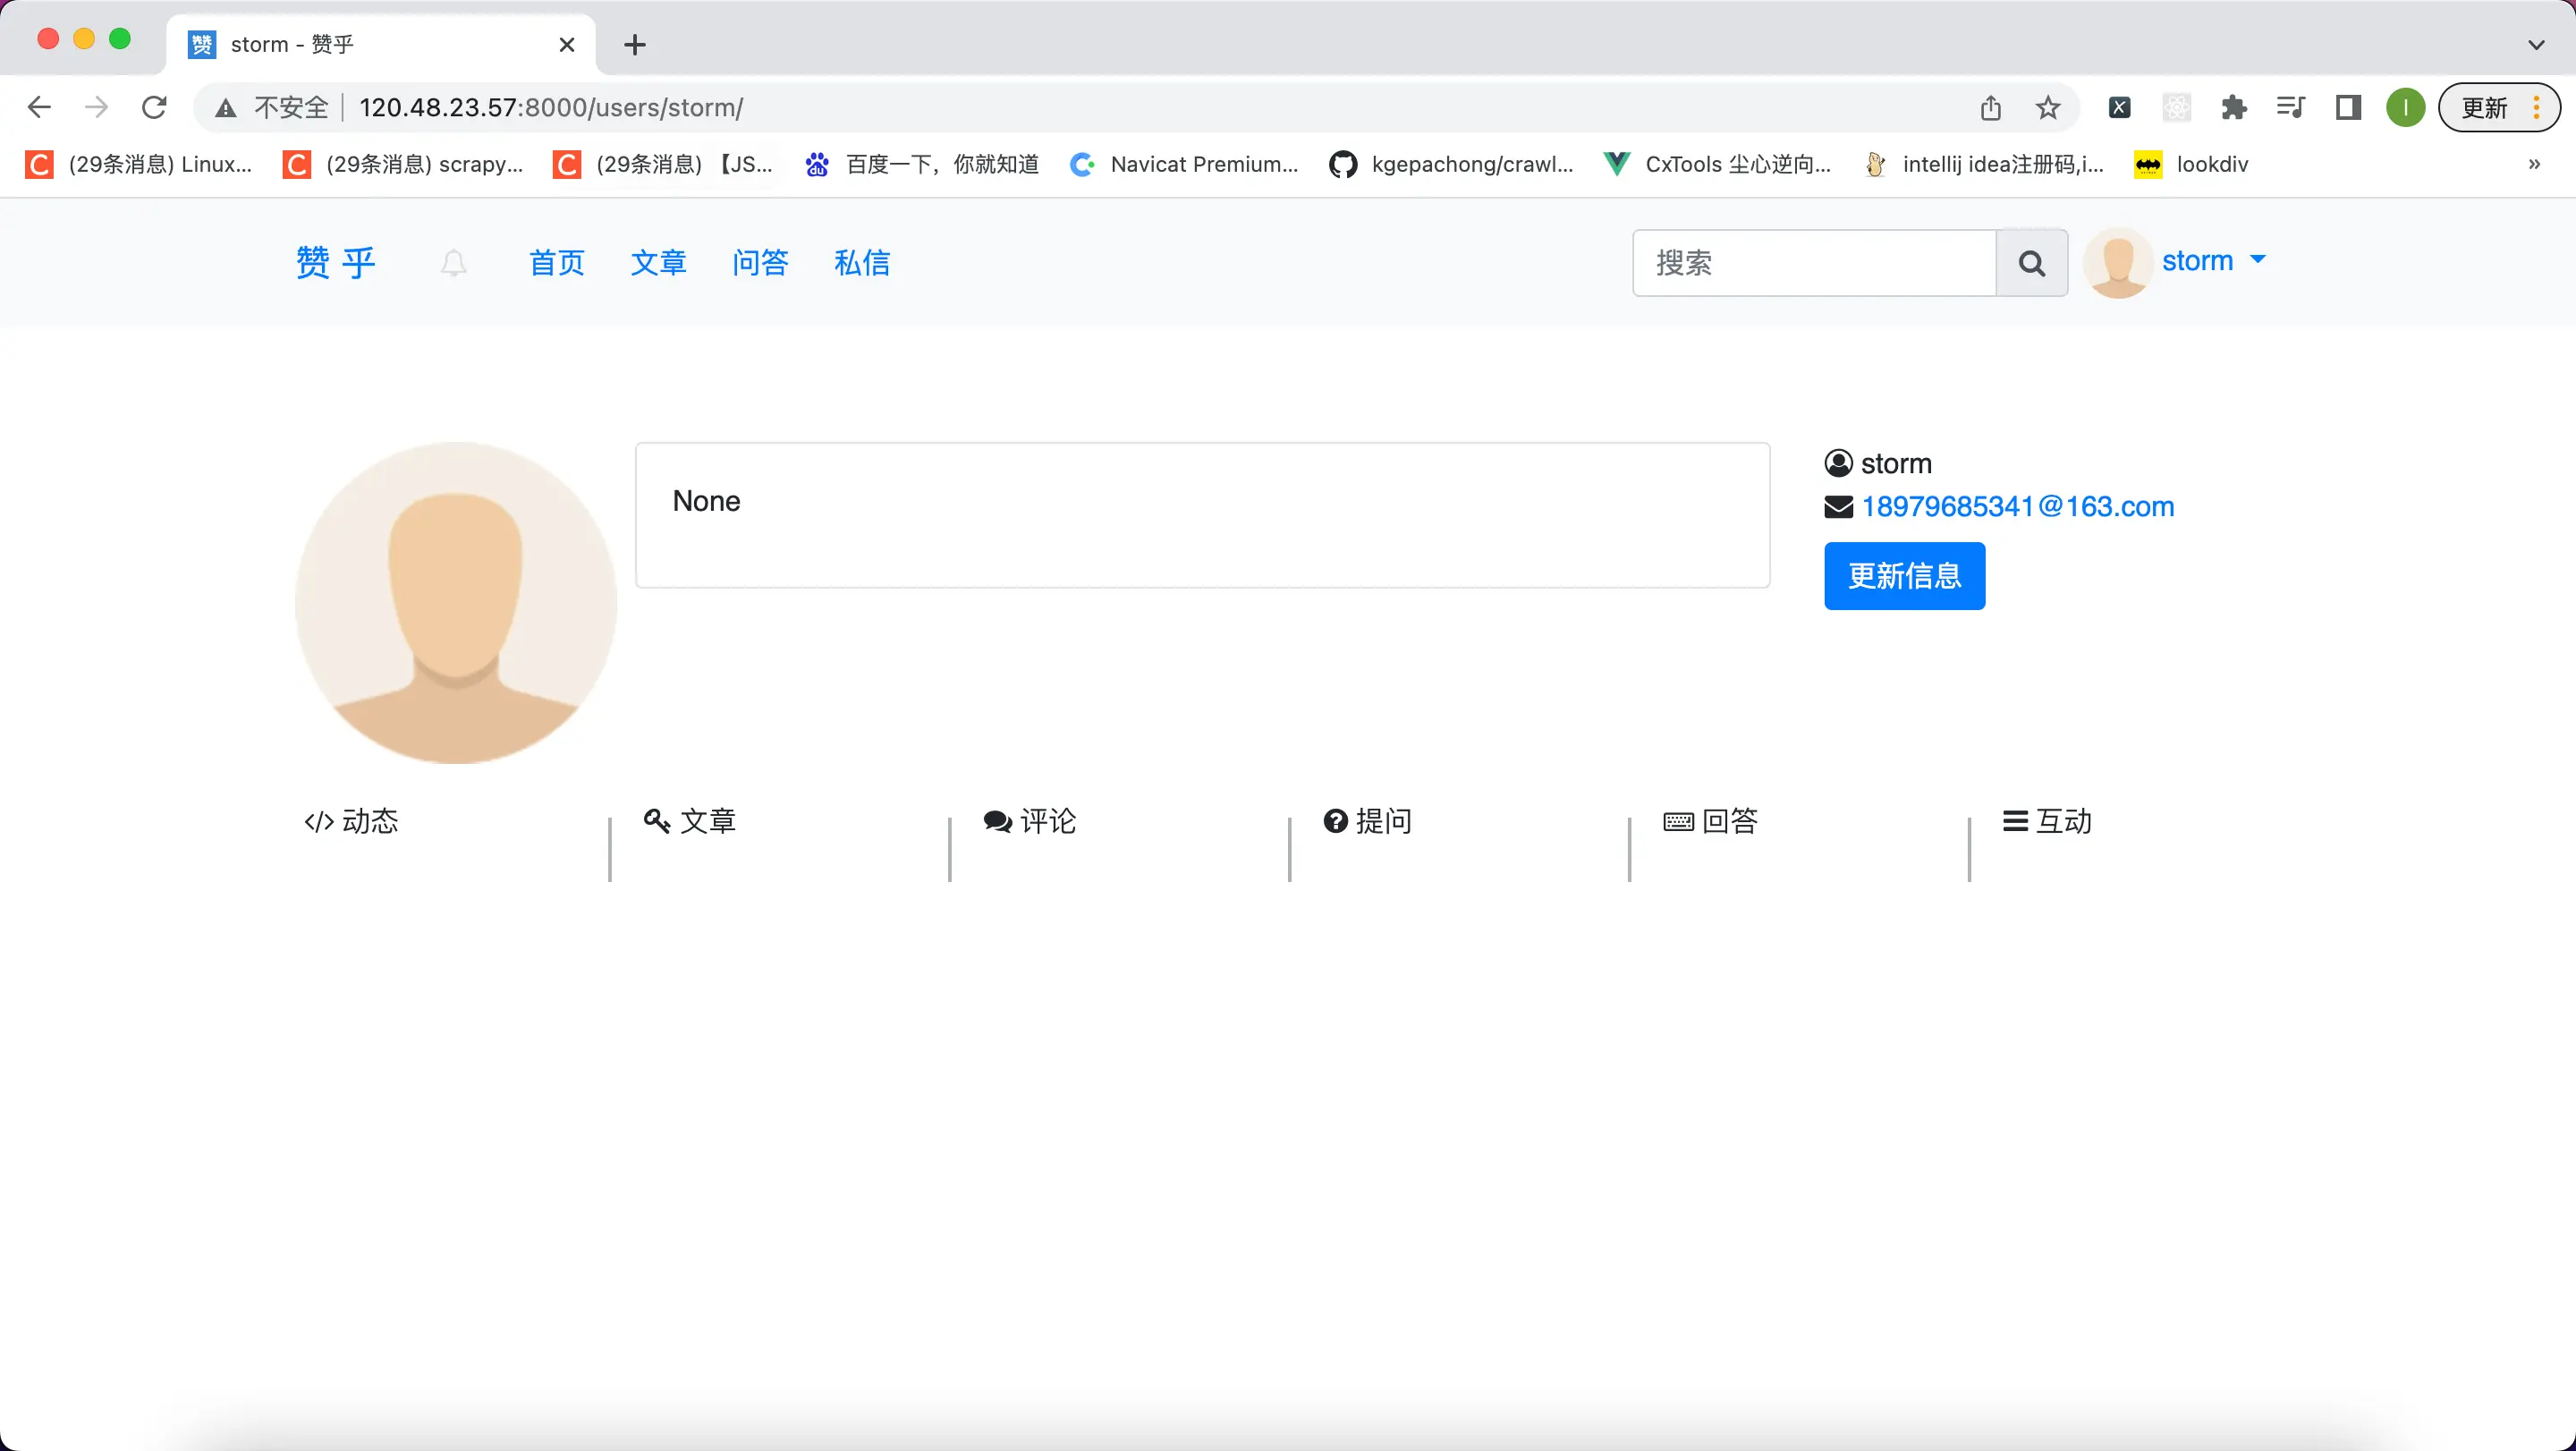 赞 storm - 赞乎
不安全 120.48.23.57:8000/users/storm/ X I 更新
C (29条消息) Linux... C (29条消息) scrapy... C (29条消息) 【JS... du 百度一下，你就知道 Navicat Premium... kgepachong/crawl... CxTools 尘心逆向... intellij idea注册码,i... lookdiv »
赞 乎 首页 文章 问答 私信 搜索 storm
None
storm
18979685341@163.com
更新信息
</> 动态 文章 评论 提问 回答 互动